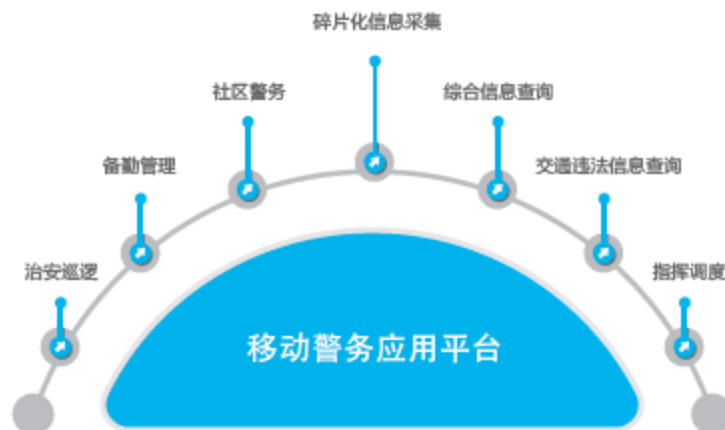 碎片化信息采集
社区警务
综合信息查询
备勤管理
交通违法信息查询
治安巡逻
指挥调度
移动警务应用平台